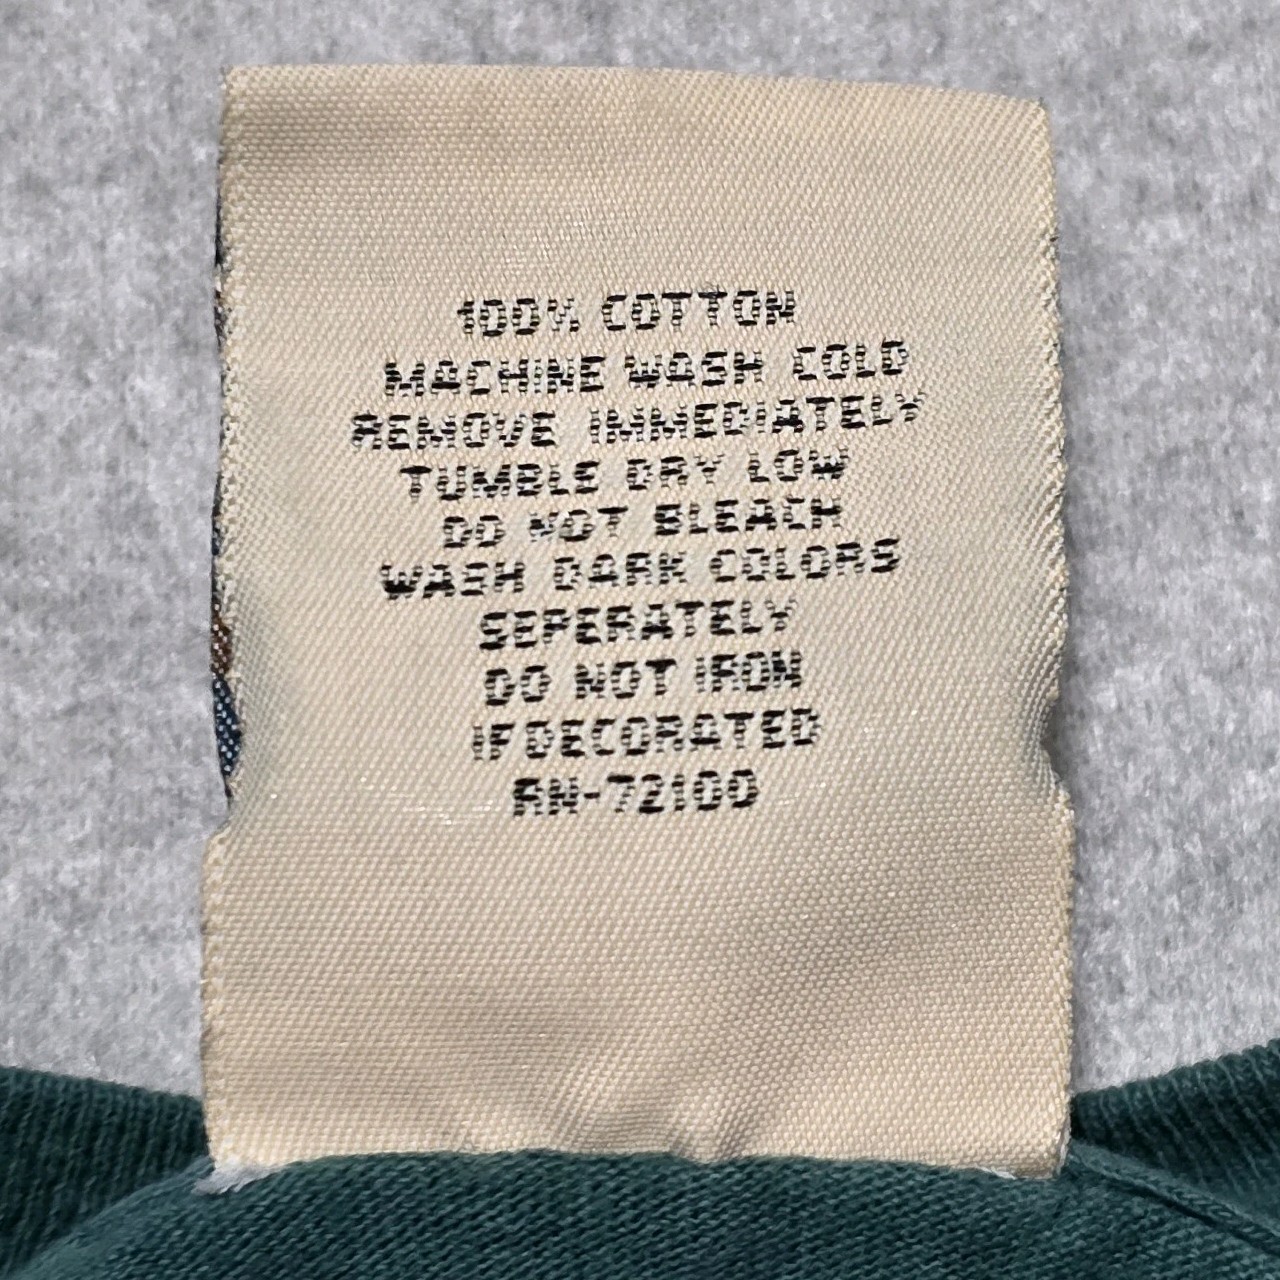 100% COTTON
MACHINE WASH COLD
REMOVE IMMEDIATELY
TUMBLE DRY LOW
DO NOT BLEACH
WASH DARK COLORS
SEPERATELY
DO NOT IRON
IF DECORATED
RN-72100